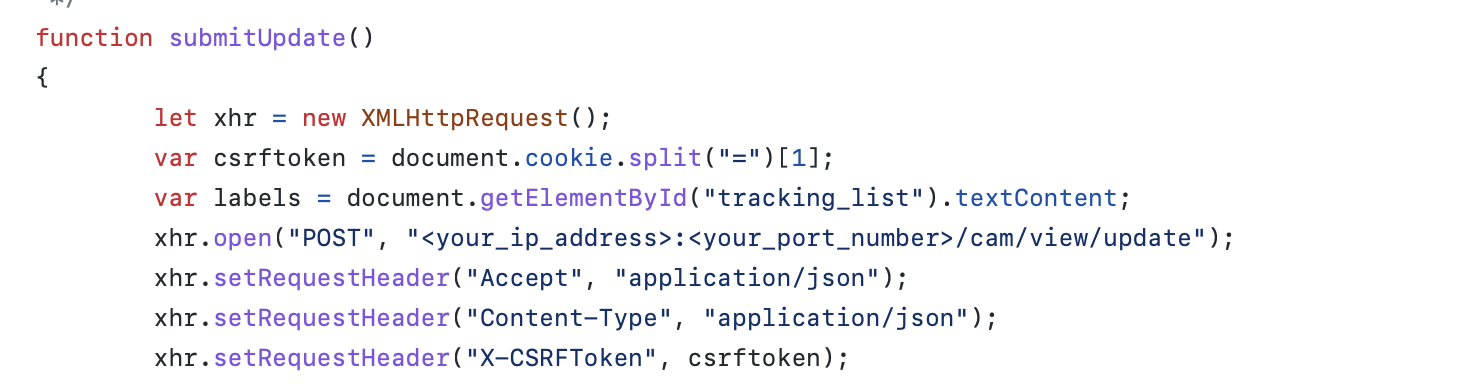 */
function submitUpdate()
{
let xhr = new XMLHttpRequest();
var csrftoken = document.cookie.split("=")[1];
var labels = document.getElementById("tracking_list").textContent;
xhr.open("POST", "<your_ip_address>:<your_port_number>/cam/view/update");
xhr.setRequestHeader("Accept", "application/json");
xhr.setRequestHeader("Content-Type", "application/json");
xhr.setRequestHeader("X-CSRFToken", csrftoken);